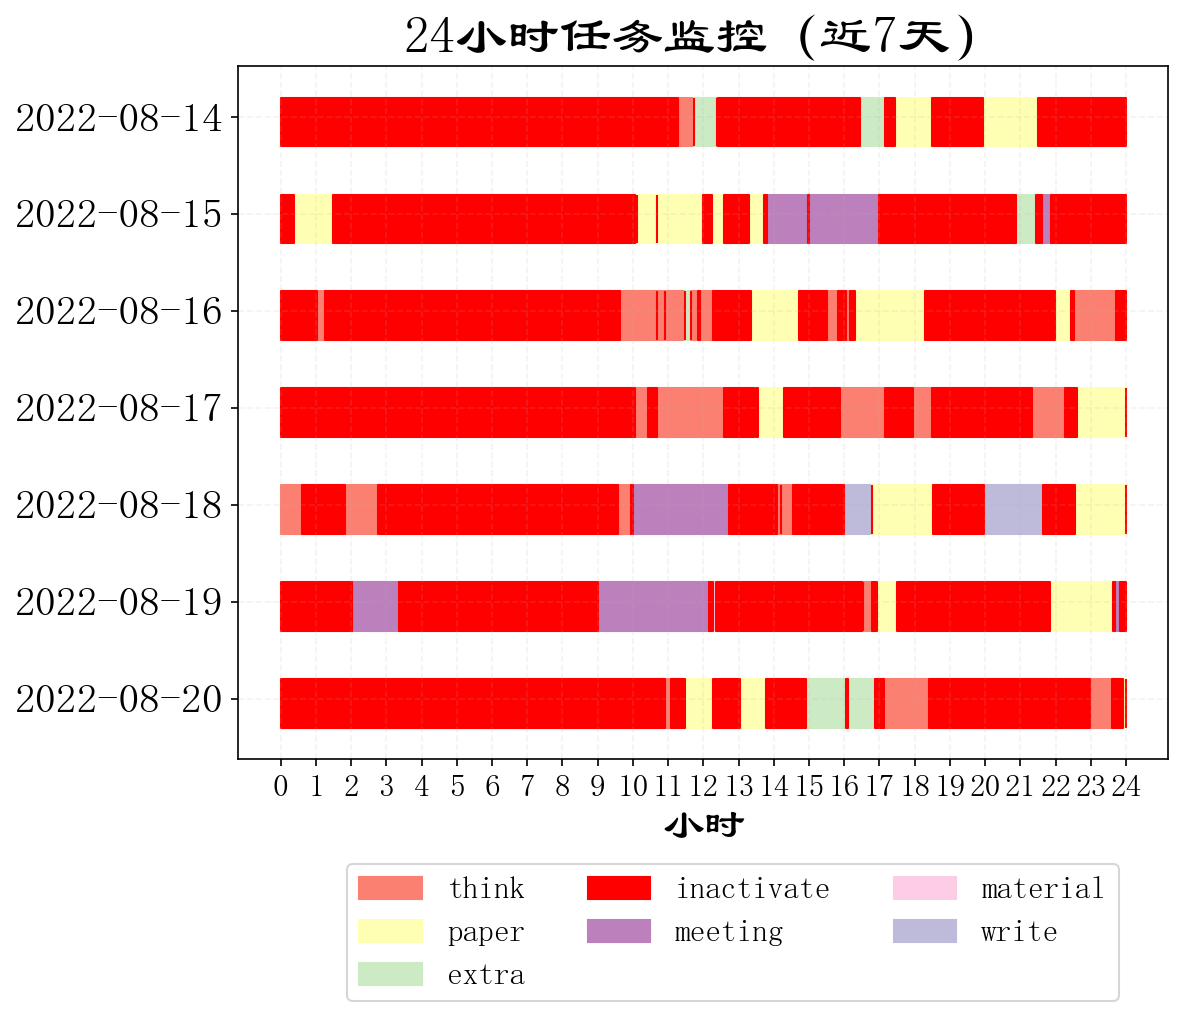 24小时任务监控 (近7天)
2022-08-14
2022-08-15
2022-08-16
2022-08-17
2022-08-18
2022-08-19
2022-08-20
0 1 2 3 4 5 6 7 8 9 10 11 12 13 14 15 16 17 18 19 20 21 22 23 24
小时
think inactivate material
paper meeting write
extra